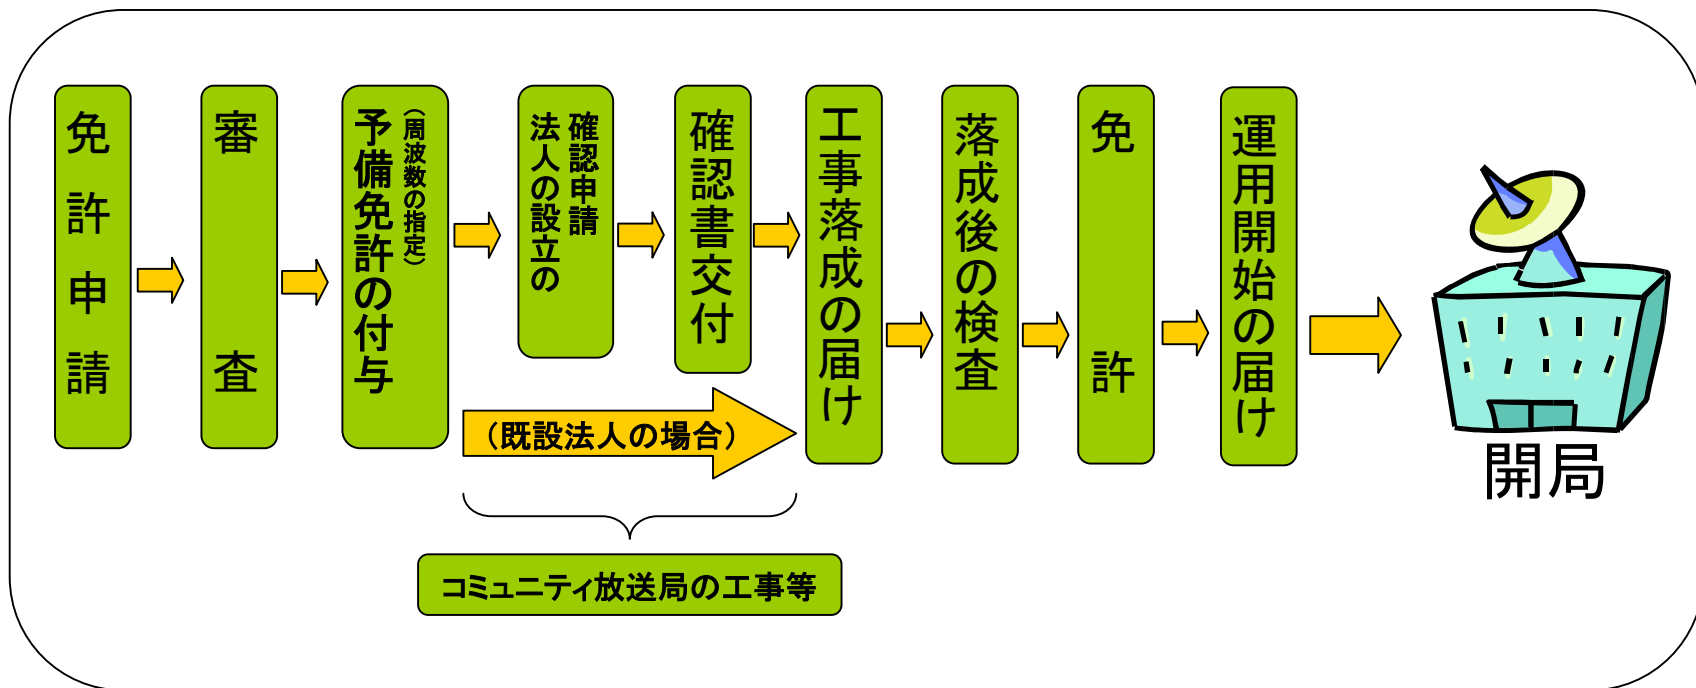 免許申請
審査
予備免許の付与
（周波数の指定）
法人の設立の
確認申請
確認書交付
工事落成の届け
落成後の検査
免許
運用開始の届け
（既設法人の場合）
コミュニティ放送局の工事等
開局